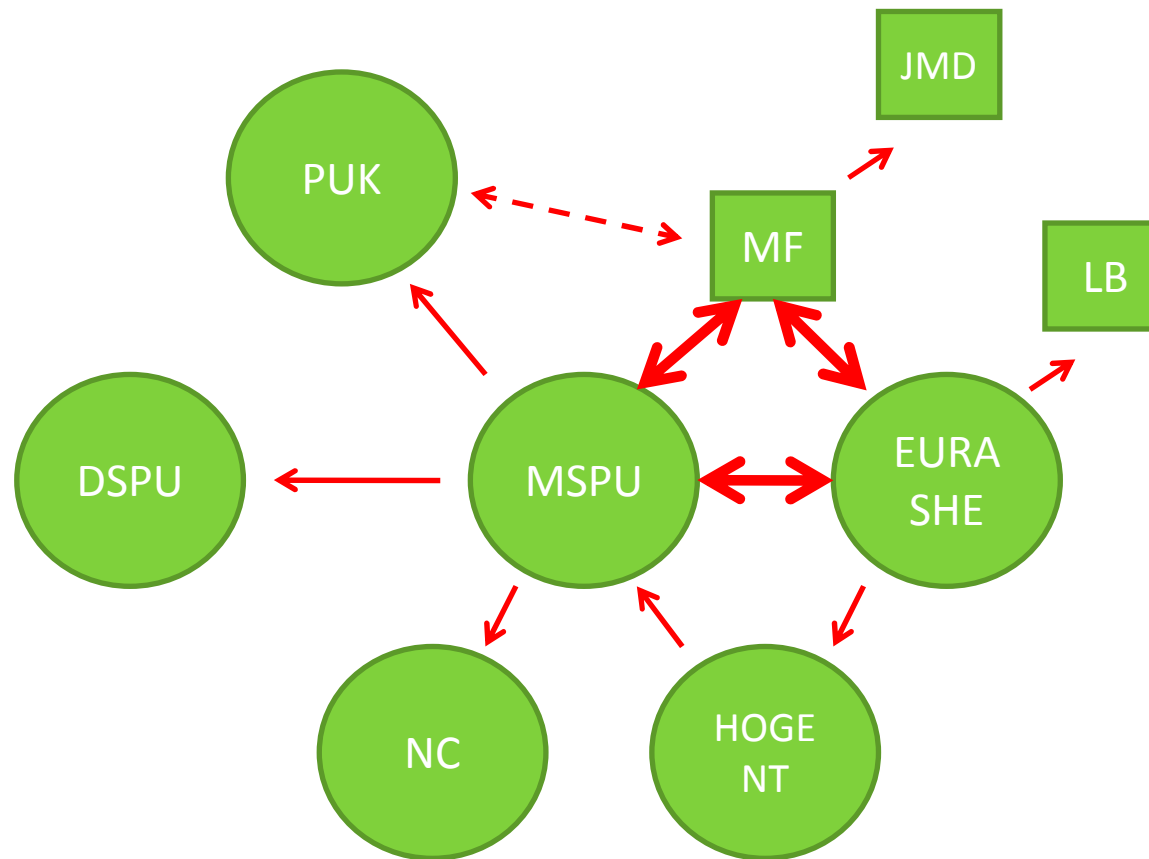 JMD
PUK
MF
LB
DSPU
MSPU
EURA
SHE
NC
HOGE
NT